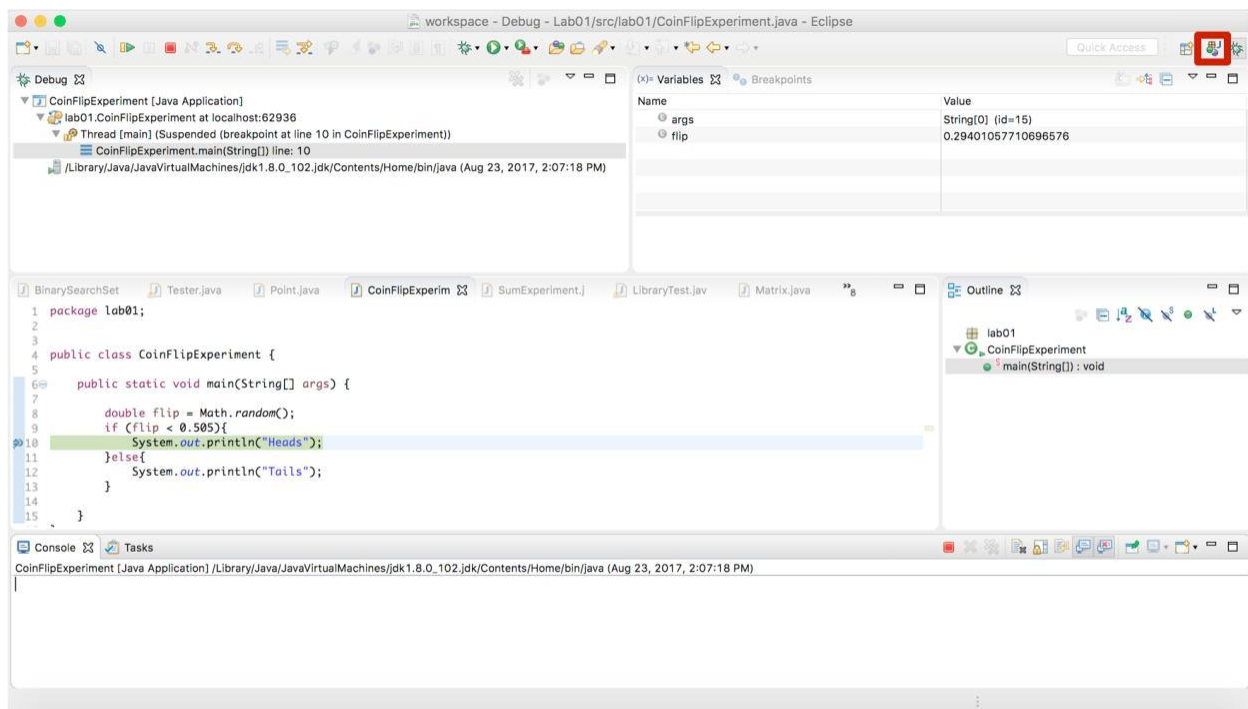 workspace - Debug - Lab01/src/lab01/CoinFlipExperiment.java - Eclipse
Quick Access
Debug
CoinFlipExperiment [Java Application]
lab01.CoinFlipExperiment at localhost:62936
Thread [main] (Suspended (breakpoint at line 10 in CoinFlipExperiment))
CoinFlipExperiment.main(String[]) line: 10
/Library/Java/JavaVirtualMachines/jdk1.8.0_102.jdk/Contents/Home/bin/java (Aug 23, 2017, 2:07:18 PM)
(x)= Variables Breakpoints
Name Value
args String[0] (id=15)
flip 0.29401057710696576
BinarySearchSet Tester.java Point.java CoinFlipExperim SumExperiment.j LibraryTest.jav Matrix.java »8
1 package lab01;
2
3
4 public class CoinFlipExperiment {
5
6 public static void main(String[] args) {
7
8 double flip = Math.random();
9 if (flip < 0.505){
10 System.out.println("Heads");
11 }else{
12 System.out.println("Tails");
13 }
14
15 }
Outline
lab01
CoinFlipExperiment
main(String[]) : void
Console Tasks
CoinFlipExperiment [Java Application] /Library/Java/JavaVirtualMachines/jdk1.8.0_102.jdk/Contents/Home/bin/java (Aug 23, 2017, 2:07:18 PM)